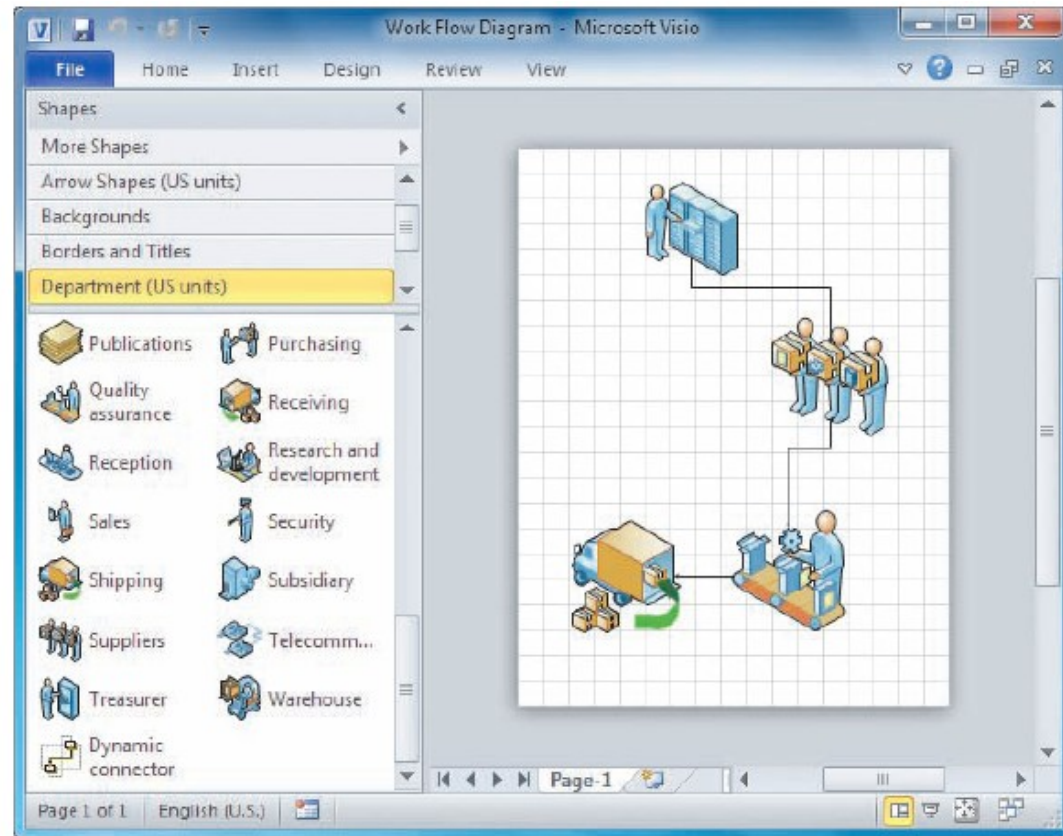 Work Flow Diagram - Microsoft Visio
File Home Insert Design Review View
Shapes
More Shapes
Arrow Shapes (US units)
Backgrounds
Borders and Titles
Department (US units)
Publications Purchasing
Quality assurance Receiving
Reception Research and development
Sales Security
Shipping Subsidiary
Suppliers Telecomm...
Treasurer Warehouse
Dynamic connector
Page-1
Page 1 of 1 English (U.S.)